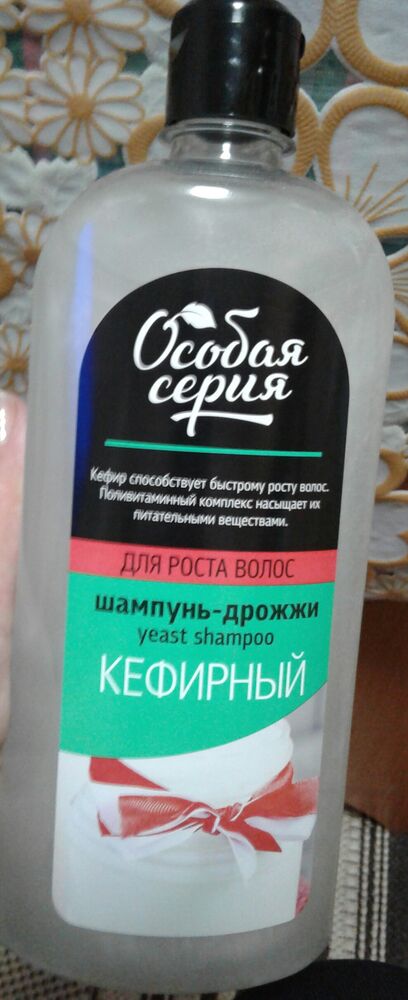 Особая
серия
Кефир способствует быстрому росту волос.
Поливитаминный комплекс насыщает их
питательными веществами.
ДЛЯ РОСТА ВОЛОС
шампунь-дрожжи
yeast shampoo
КЕФИРНЫЙ